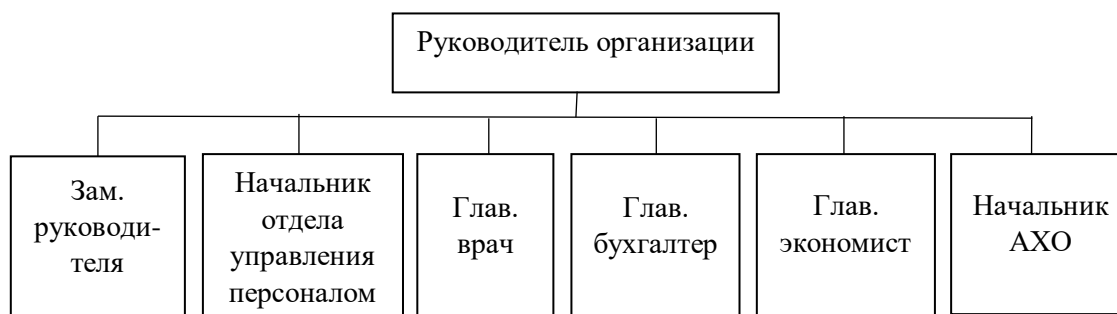 Руководитель организации
Зам.
руководи-
теля
Начальник
отдела
управления
персоналом
Глав.
врач
Глав.
бухгалтер
Глав.
экономист
Начальник
АХО